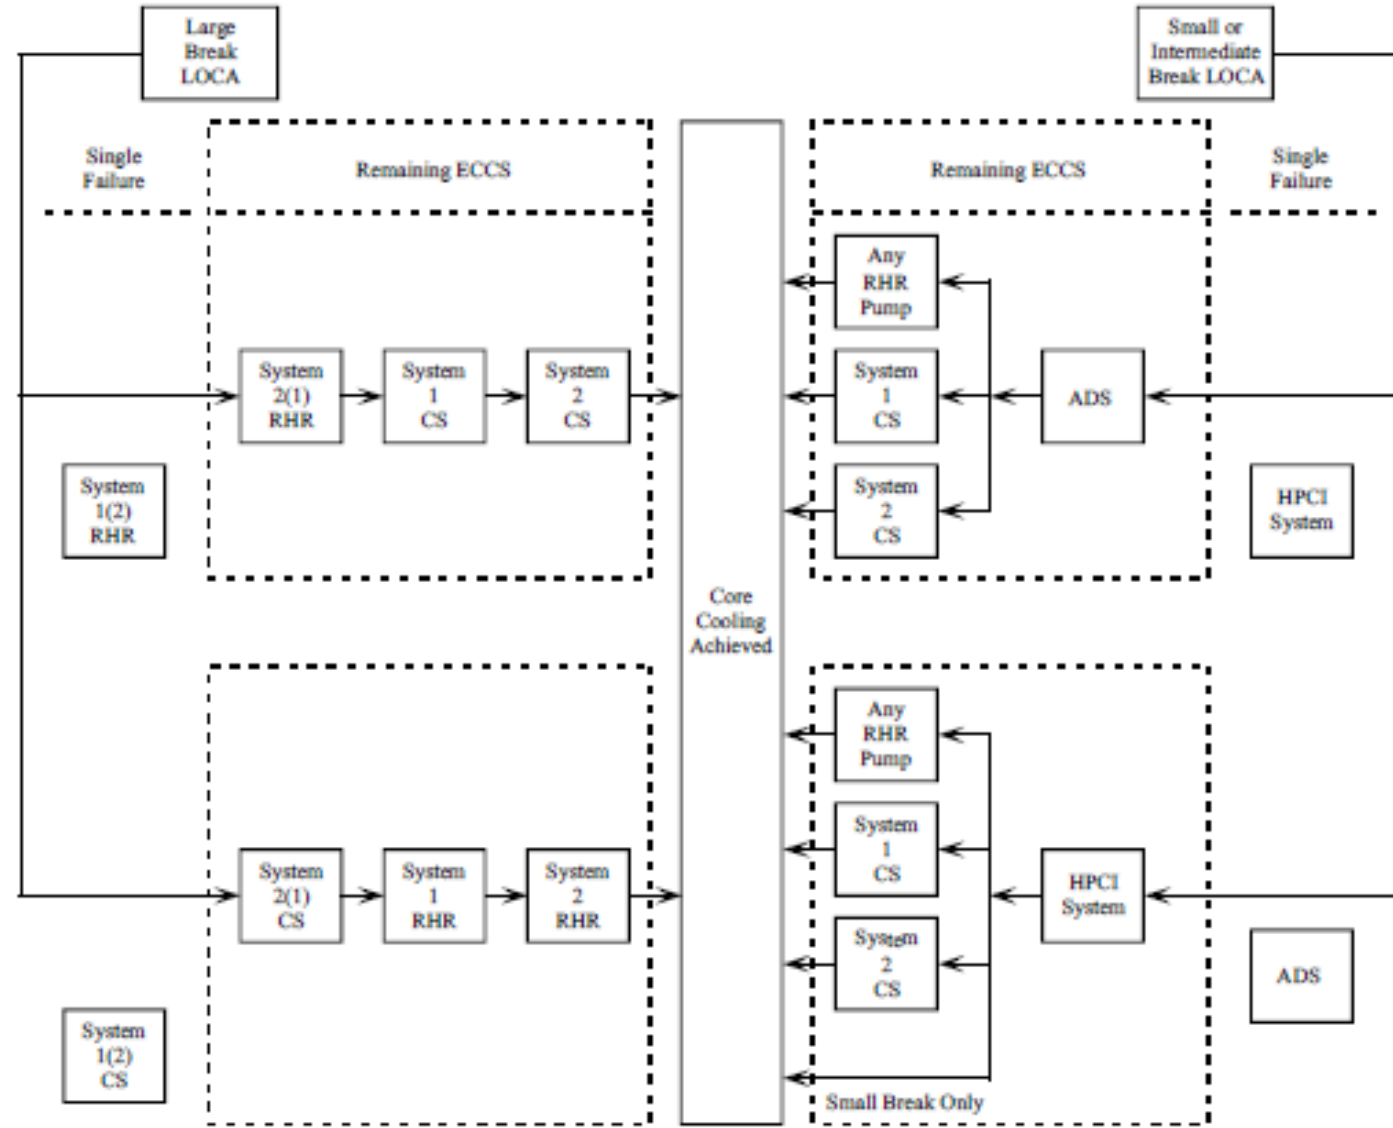 Large
Break
LOCA
Small or
Intermediate
Break LOCA
Single
Failure
Remaining ECCS
Remaining ECCS
Single
Failure
Any
RHR
Pump
System
2(1)
RHR
System
1
CS
System
2
CS
System
1
CS
ADS
System
1(2)
RHR
System
2
CS
HPCI
System
Core
Cooling
Achieved
Any
RHR
Pump
System
1
CS
System
2(1)
CS
System
1
RHR
System
2
RHR
HPCI
System
System
2
CS
ADS
System
1(2)
CS
Small Break Only